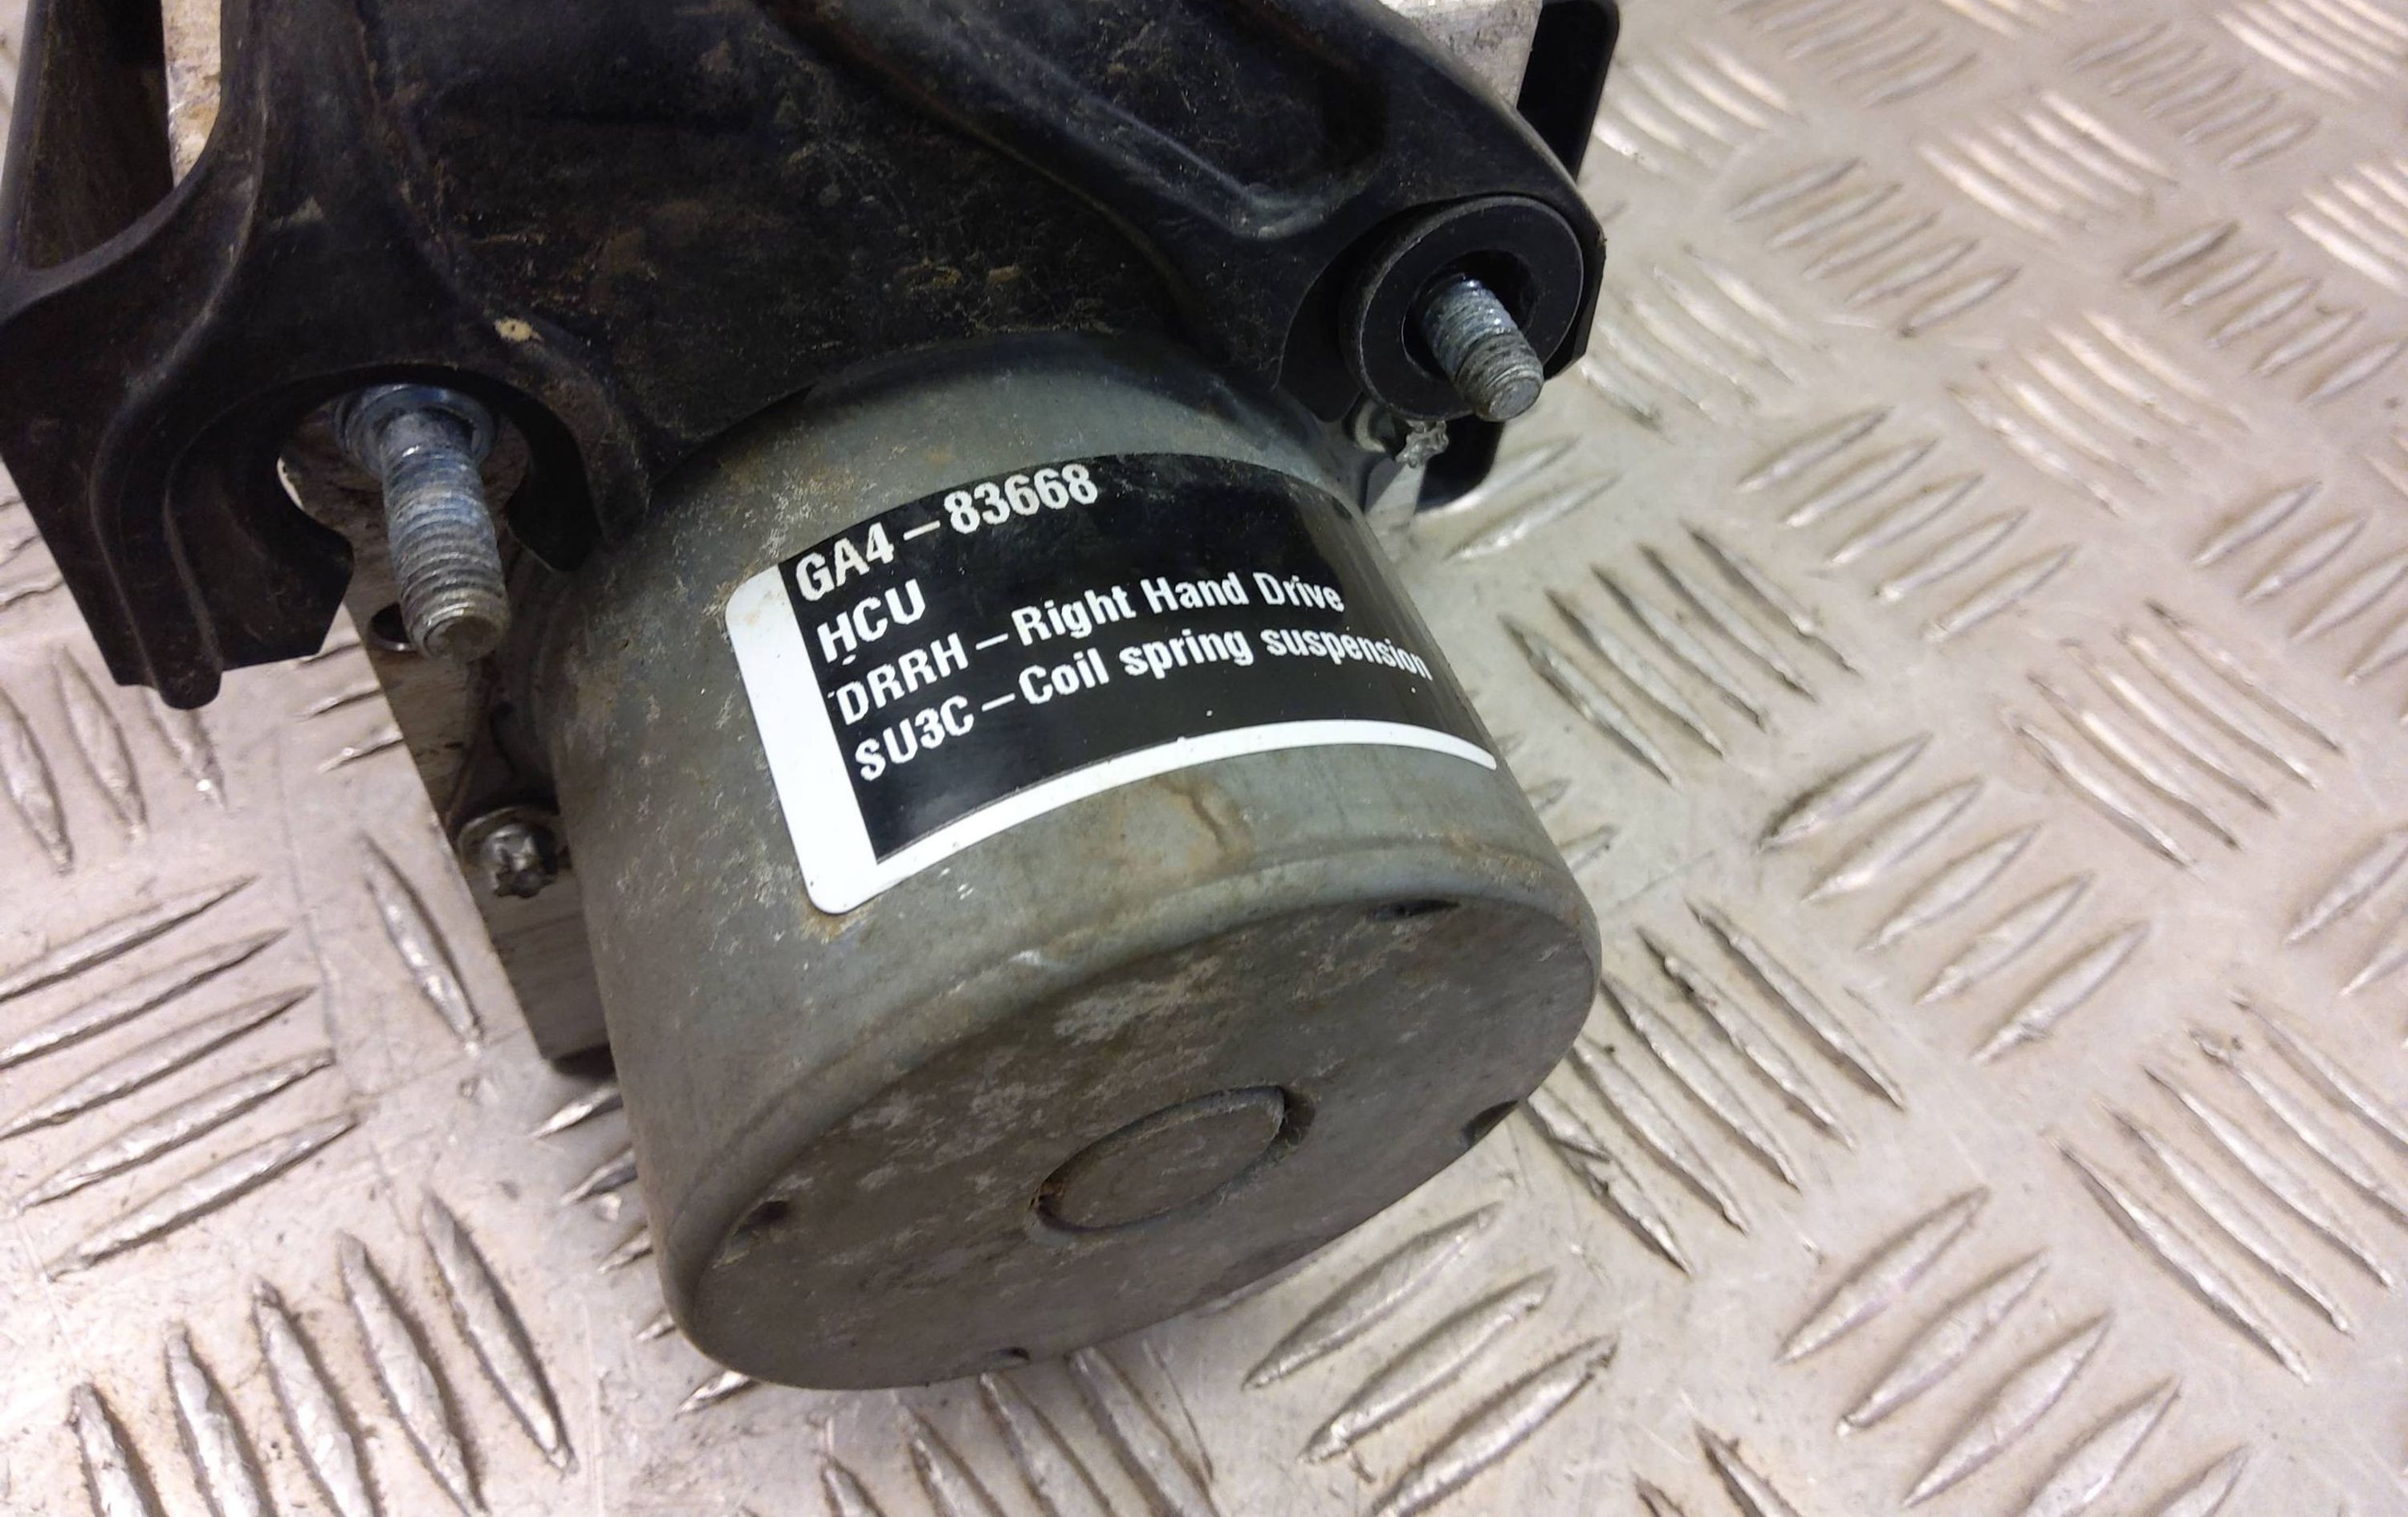 GA4-83668
HCU
DRRH-Right Hand Drive
SU3C-Coil spring suspension